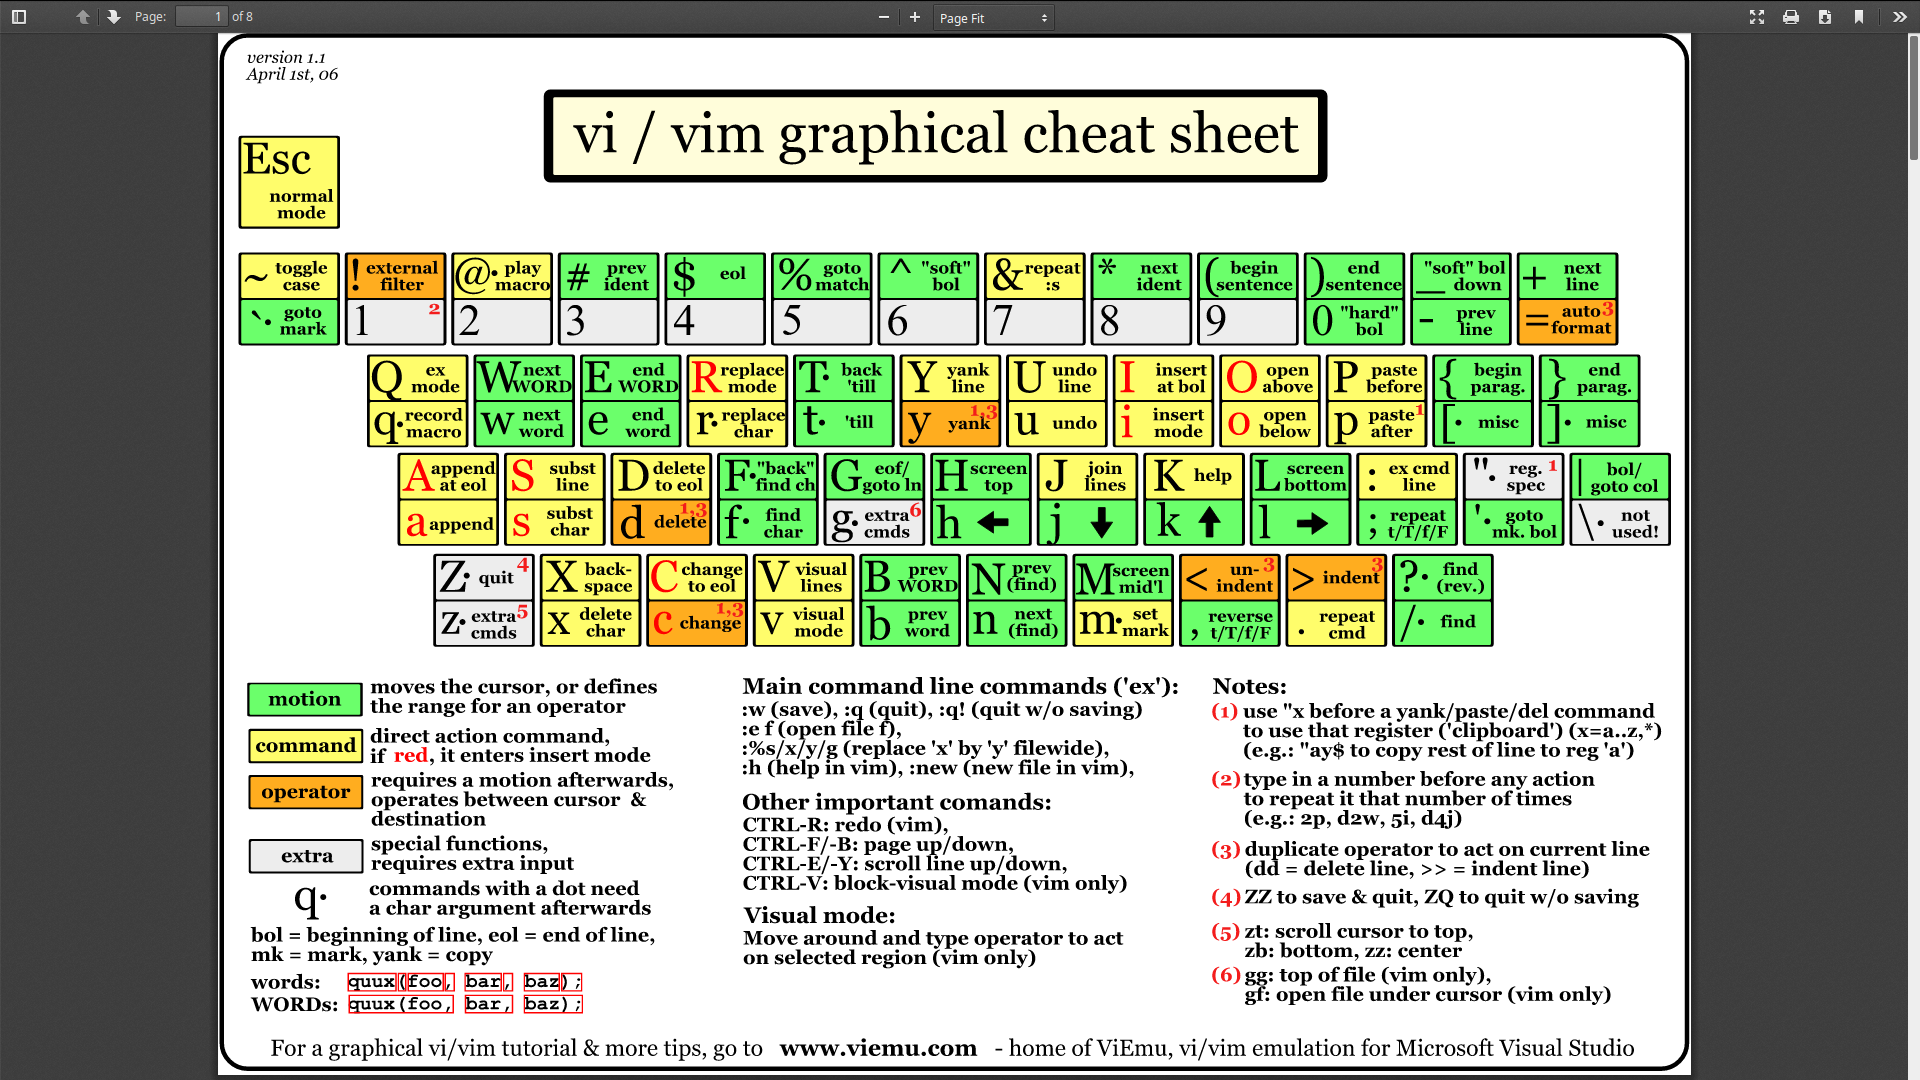 Page: 1 of 8 Page Fit
version 1.1
April 1st, 06
vi / vim graphical cheat sheet
Esc
normal
mode
~ toggle case ! external filter @· play macro # prev ident $ eol % goto match ^ "soft" bol & repeat :s * next ident ( begin sentence ) end sentence _ "soft" bol down + next line
`· goto mark 1 2 2 3 4 5 6 7 8 9 0 "hard" bol - prev line = auto format 3
Q ex mode W next WORD E end WORD R replace mode T· back 'till Y yank line U undo line I insert at bol O open above P paste before { begin parag. } end parag.
q· record macro w next word e end word r· replace char t· 'till y yank 1,3 u undo i insert mode o open below p paste after 1 [· misc ]· misc
A append at eol S subst line D delete to eol F· "back" find ch G eof/ goto ln H screen top J join lines K help L screen bottom : ex cmd line "· reg. spec 1 | bol/ goto col
a append s subst char d delete 1,3 f· find char g· extra cmds 6 h ← j ↓ k ↑ l → ; repeat t/T/f/F '· goto mk. bol \· not used!
Z· quit 4 X back- space C change to eol V visual lines B prev WORD N prev (find) M screen mid'l < un- indent 3 > indent 3 ?· find (rev.)
z· extra cmds 5 x delete char c change 1,3 v visual mode b prev word n next (find) m· set mark , reverse t/T/f/F . repeat cmd /· find
motion moves the cursor, or defines
the range for an operator
command direct action command,
if red, it enters insert mode
operator requires a motion afterwards,
operates between cursor &
destination
extra special functions,
requires extra input
q· commands with a dot need
a char argument afterwards
bol = beginning of line, eol = end of line,
mk = mark, yank = copy
words: quux(foo, bar, baz);
WORDs: quux(foo, bar, baz);
Main command line commands ('ex'):
:w (save), :q (quit), :q! (quit w/o saving)
:e f (open file f),
:%s/x/y/g (replace 'x' by 'y' filewide),
:h (help in vim), :new (new file in vim),
Other important comands:
CTRL-R: redo (vim),
CTRL-F/-B: page up/down,
CTRL-E/-Y: scroll line up/down,
CTRL-V: block-visual mode (vim only)
Visual mode:
Move around and type operator to act
on selected region (vim only)
Notes:
(1) use "x before a yank/paste/del command
to use that register ('clipboard') (x=a..z,*)
(e.g.: "ay$ to copy rest of line to reg 'a')
(2) type in a number before any action
to repeat it that number of times
(e.g.: 2p, d2w, 5i, d4j)
(3) duplicate operator to act on current line
(dd = delete line, >> = indent line)
(4) ZZ to save & quit, ZQ to quit w/o saving
(5) zt: scroll cursor to top,
zb: bottom, zz: center
(6) gg: top of file (vim only),
gf: open file under cursor (vim only)
For a graphical vi/vim tutorial & more tips, go to www.viemu.com - home of ViEmu, vi/vim emulation for Microsoft Visual Studio